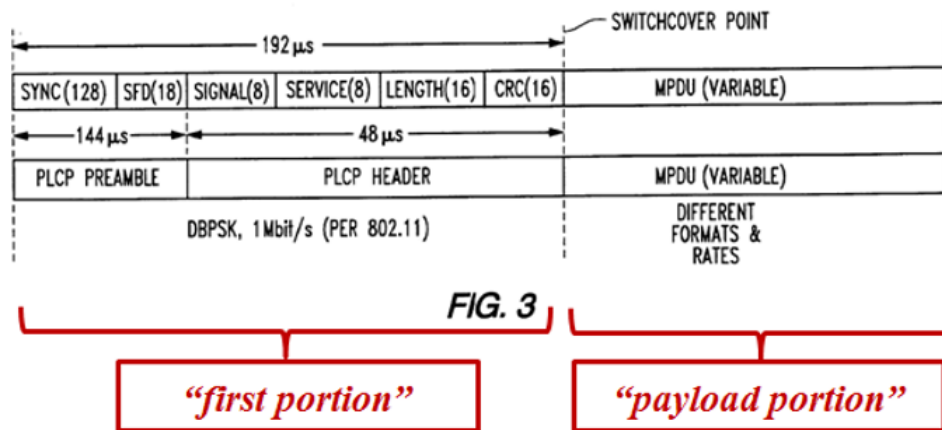 SWITCHCOVER POINT
192 μs
SYNC(128) SFD(18) SIGNAL(8) SERVICE(8) LENGTH(16) CRC(16) MPDU (VARIABLE)
144 μs 48 μs
PLCP PREAMBLE PLCP HEADER MPDU (VARIABLE)
DBPSK, 1Mbit/s (PER 802.11) DIFFERENT
FORMATS &
RATES
FIG. 3
“first portion” “payload portion”